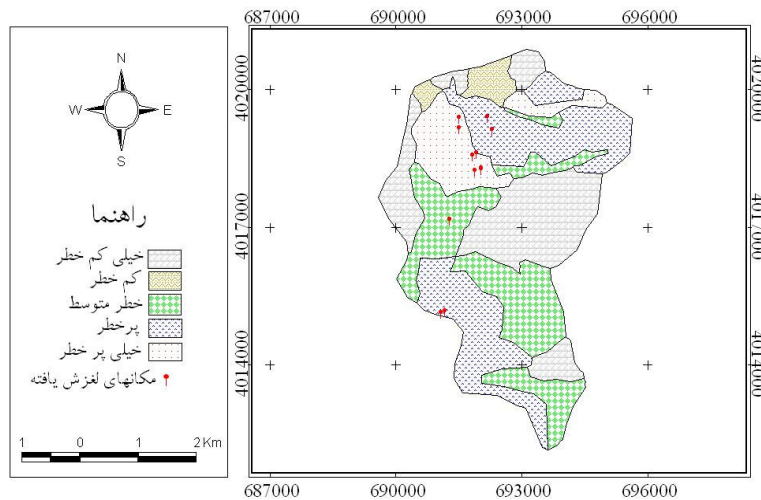 687000 690000 693000 696000
4020000 4020000
4017000 4017000
4014000 4014000
687000 690000 693000 696000
N
W E
S
راهنما
خیلی کم خطر
کم خطر
خطر متوسط
پرخطر
خیلی پر خطر
مکانهای لغزش یافته
1 0 1 2 Km